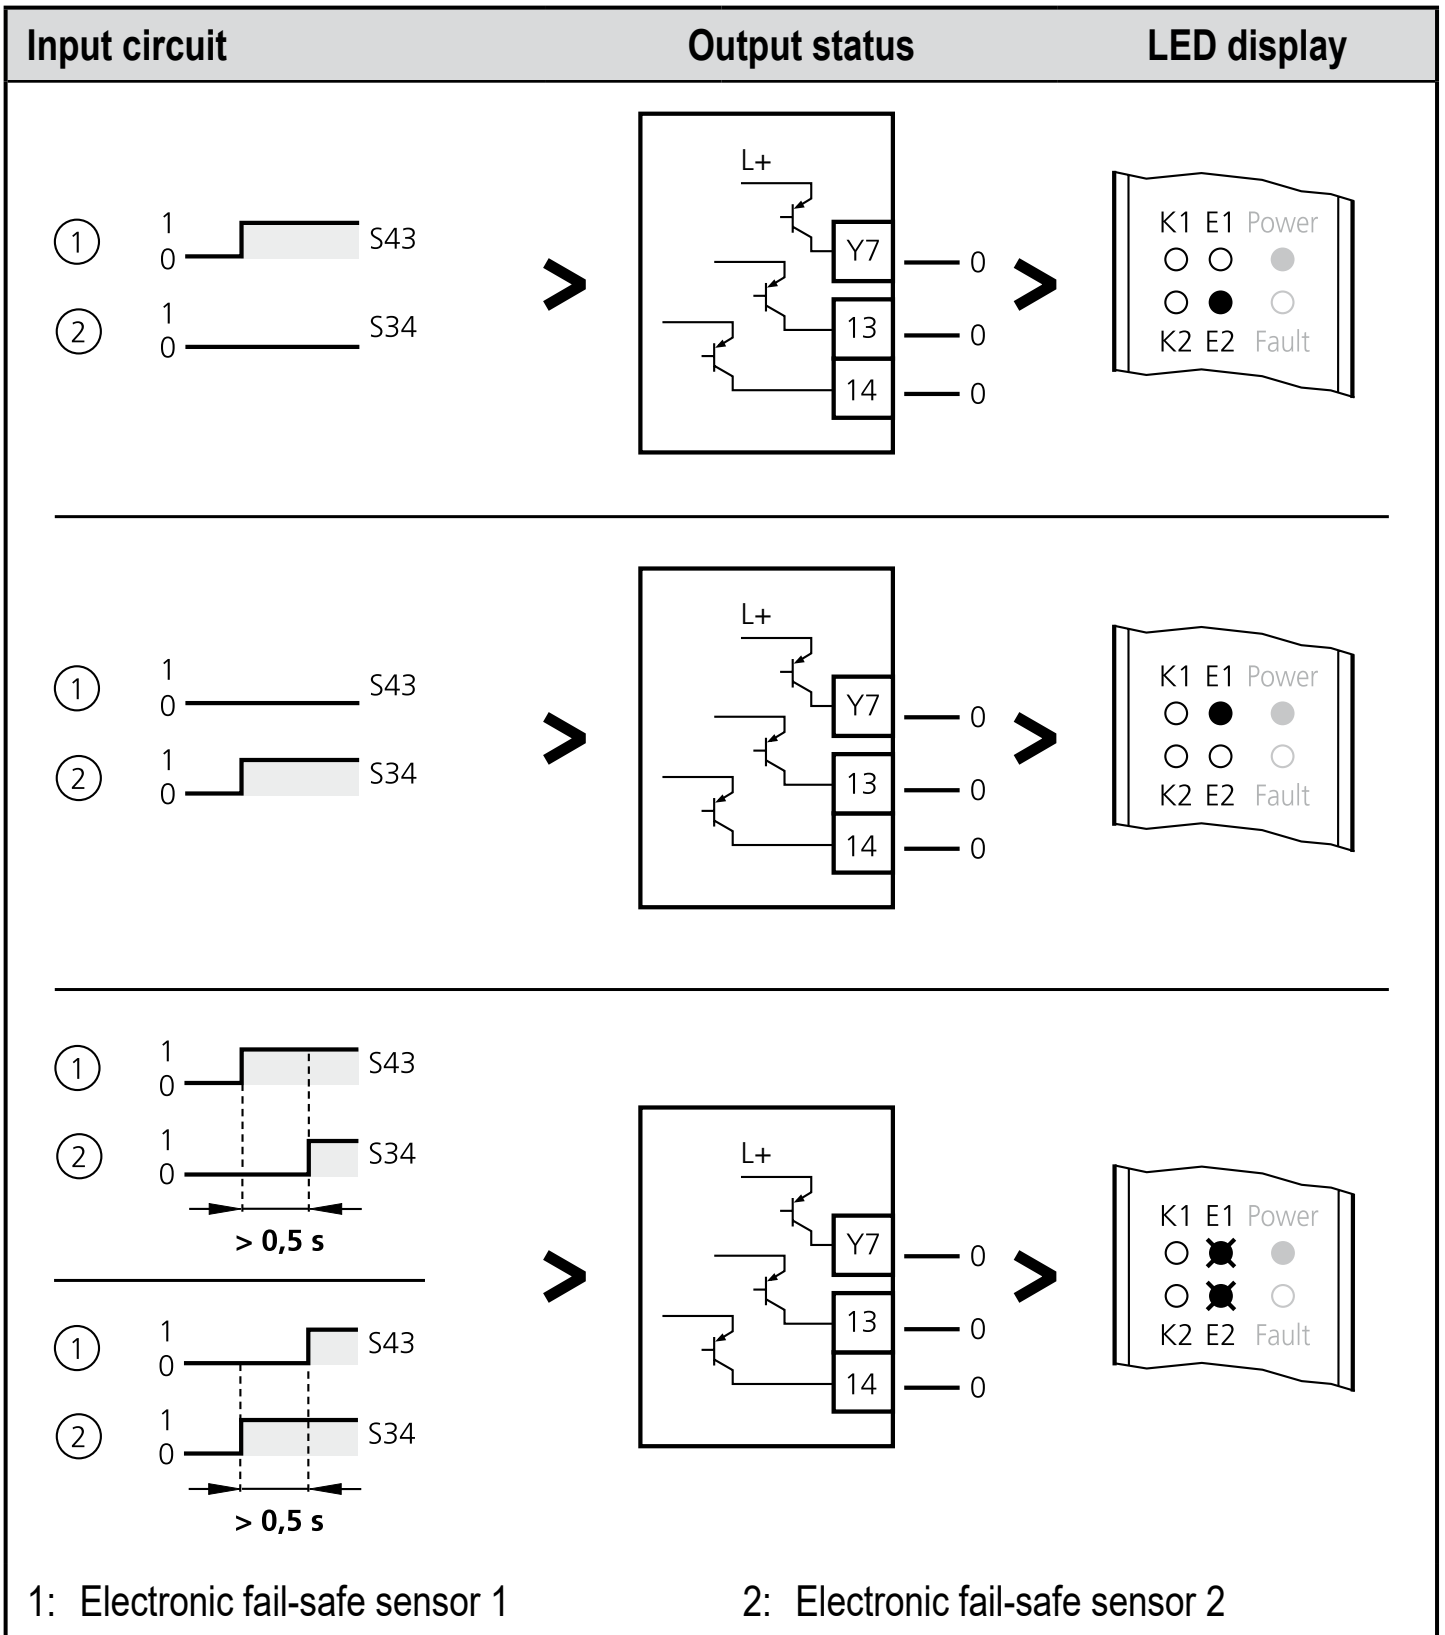 Input circuit Output status LED display
L+
1 1 0 S43
Y7 0
13 0
14 0
K1 E1 Power
K2 E2 Fault
2 1 0 S34
L+
1 1 0 S43
Y7 0
13 0
14 0
K1 E1 Power
K2 E2 Fault
2 1 0 S34
1 1 0 S43
2 1 0 S34
> 0,5 s
L+
Y7 0
13 0
14 0
K1 E1 Power
K2 E2 Fault
1 1 0 S43
2 1 0 S34
> 0,5 s
1: Electronic fail-safe sensor 1 2: Electronic fail-safe sensor 2